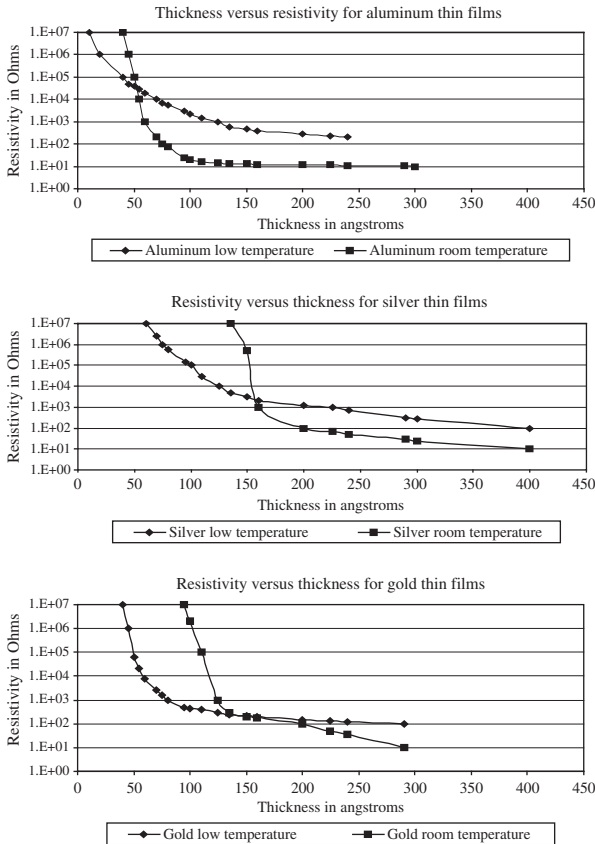 Thickness versus resistivity for aluminum thin films
Resistivity in Ohms
1.E+07
1.E+06
1.E+05
1.E+04
1.E+03
1.E+02
1.E+01
1.E+00
0 50 100 150 200 250 300 350 400 450
Thickness in angstroms
Aluminum low temperature Aluminum room temperature
Resistivity versus thickness for silver thin films
Resistivity in Ohms
1.E+07
1.E+06
1.E+05
1.E+04
1.E+03
1.E+02
1.E+01
1.E+00
0 50 100 150 200 250 300 350 400 450
Thickness in angstroms
Silver low temperature Silver room temperature
Resistivity versus thickness for gold thin films
Resistivity in Ohms
1.E+07
1.E+06
1.E+05
1.E+04
1.E+03
1.E+02
1.E+01
1.E+00
0 50 100 150 200 250 300 350 400 450
Thickness in angstroms
Gold low temperature Gold room temperature